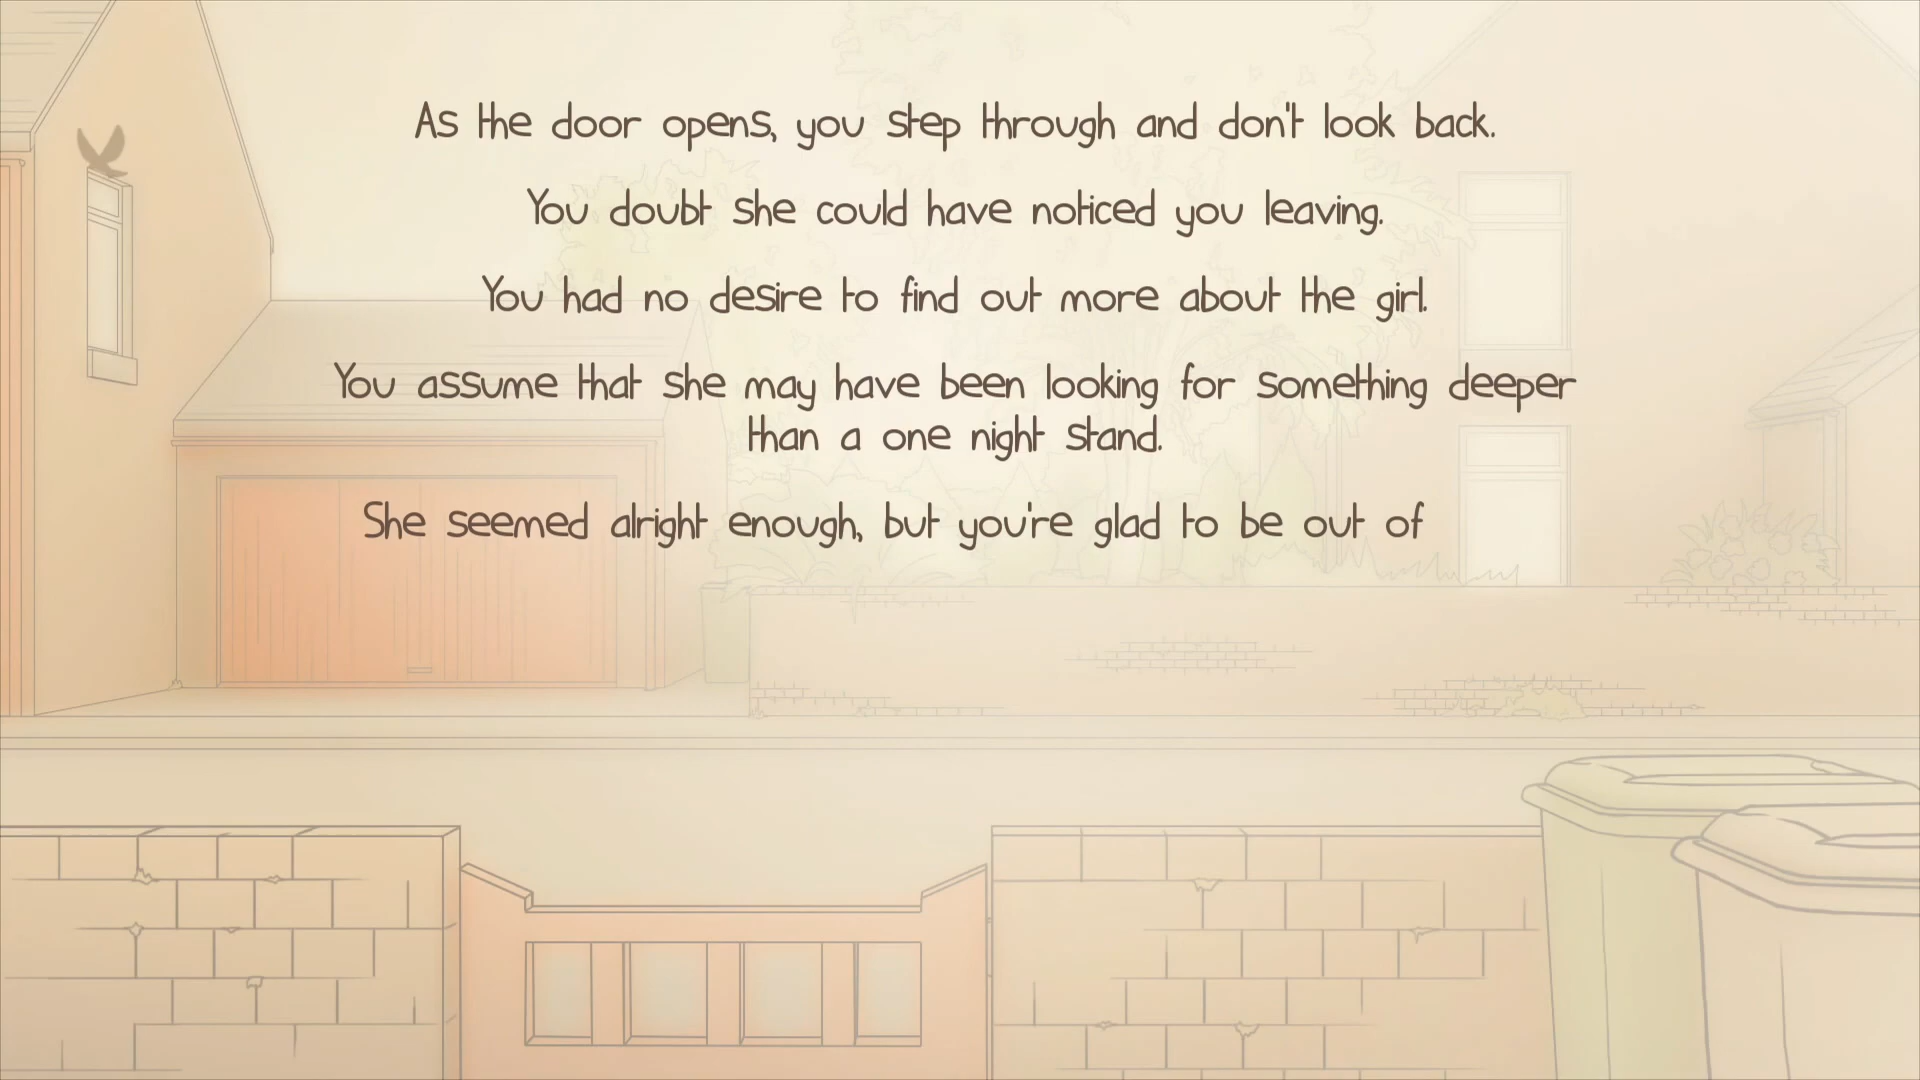 As the door opens, you step through and don't look back.
You doubt she could have noticed you leaving.
You had no desire to find out more about the girl.
You assume that she may have been looking for something deeper
than a one night stand.
She seemed alright enough, but you're glad to be out of